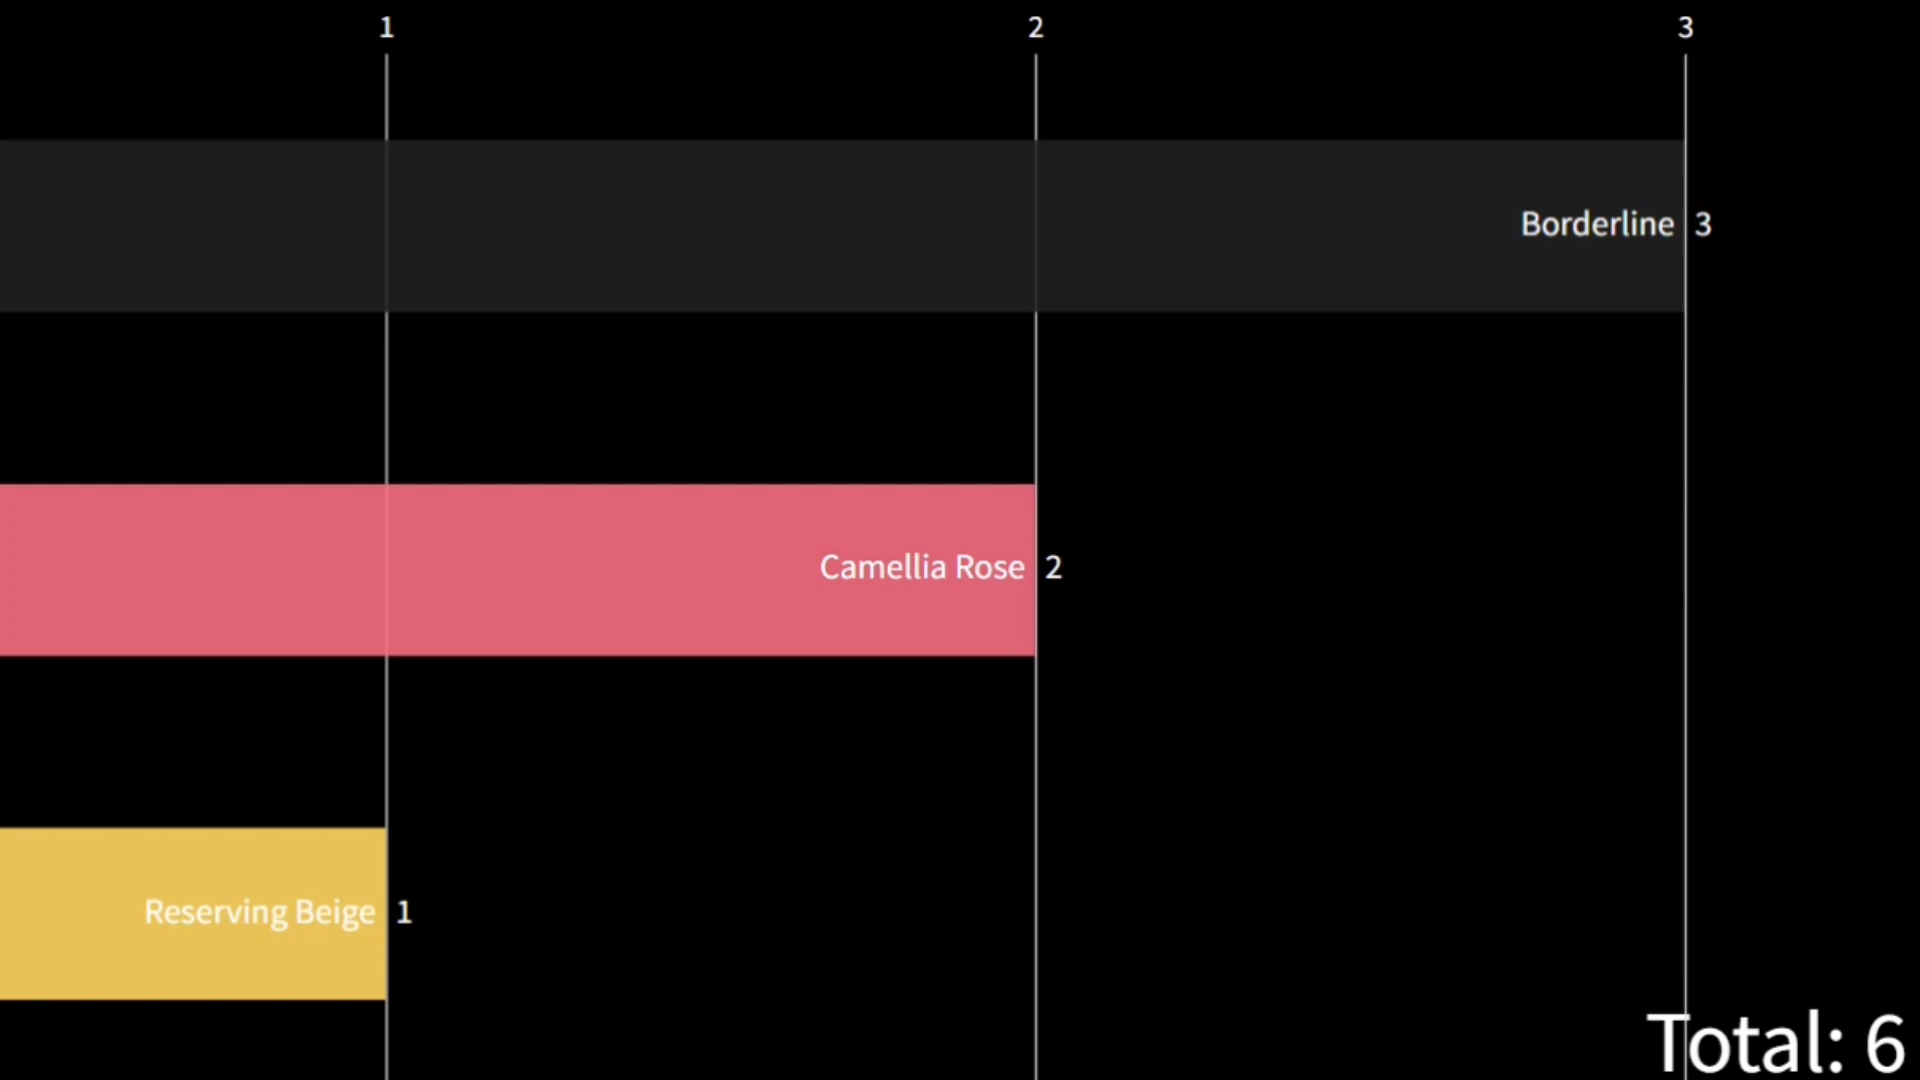 1 2 3
Borderline 3
Camellia Rose 2
Reserving Beige 1
Total: 6